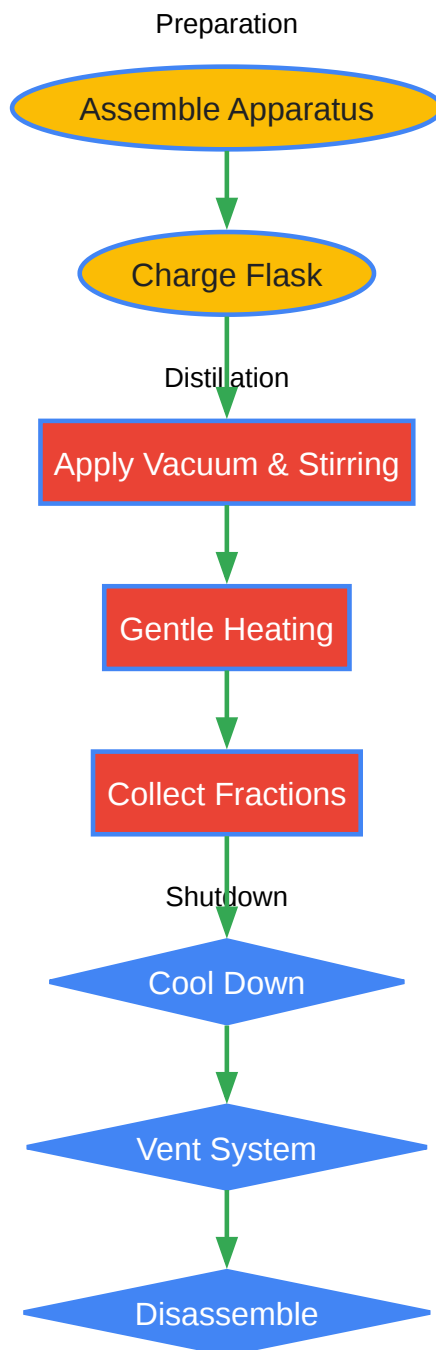 Preparation
Assemble Apparatus
Charge Flask
Distillation
Apply Vacuum & Stirring
Gentle Heating
Collect Fractions
Shutdown
Cool Down
Vent System
Disassemble